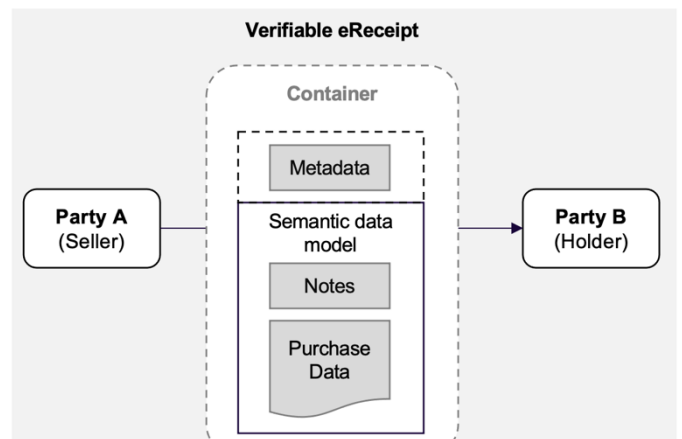 Verifiable eReceipt
Container
Metadata
Party A
(Seller)
Semantic data
model
Notes
Purchase
Data
Party B
(Holder)